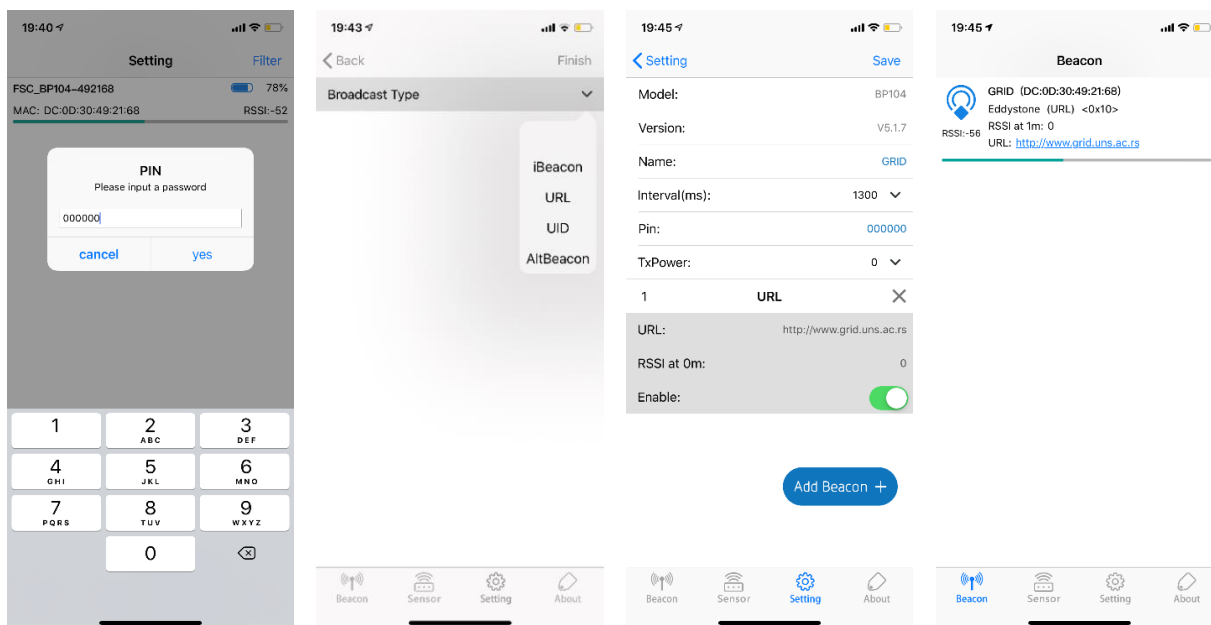 19:40
Setting
Filter
FSC_BP104-492168
78%
MAC: DC:0D:30:49:21:68
RSSI:-52
PIN
Please input a password
000000
cancel
yes
1
2
ABC
3
DEF
4
GHI
5
JKL
6
MNO
7
PQRS
8
TUV
9
WXYZ
0
19:43
Back
Finish
Broadcast Type
iBeacon
URL
UID
AltBeacon
Beacon
Sensor
Setting
About
19:45
Setting
Save
Model:
BP104
Version:
V5.1.7
Name:
GRID
Interval(ms):
1300
Pin:
000000
TxPower:
0
1
URL
URL:
http://www.grid.uns.ac.rs
RSSI at 0m:
0
Enable:
Add Beacon +
Beacon
Sensor
Setting
About
19:45
Beacon
GRID (DC:0D:30:49:21:68)
Eddystone (URL) <0x10>
RSSI:-56
RSSI at 1m: 0
URL: http://www.grid.uns.ac.rs
Beacon
Sensor
Setting
About